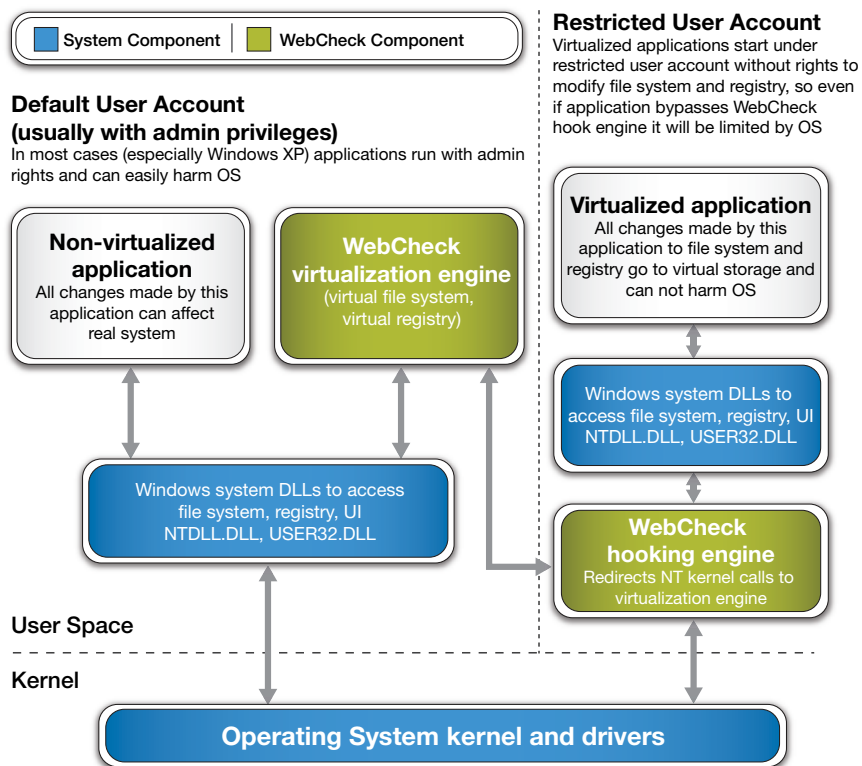 System Component
WebCheck Component
Default User Account
(usually with admin privileges)
In most cases (especially Windows XP) applications run with admin
rights and can easily harm OS
Restricted User Account
Virtualized applications start under
restricted user account without rights to
modify file system and registry, so even
if application bypasses WebCheck
hook engine it will be limited by OS
Non-virtualized
application
All changes made by this
application can affect
real system
WebCheck
virtualization engine
(virtual file system,
virtual registry)
Virtualized application
All changes made by this
application to file system and
registry go to virtual storage and
can not harm OS
Windows system DLLs to
access file system, registry, UI
NTDLL.DLL, USER32.DLL
Windows system DLLs to access
file system, registry, UI
NTDLL.DLL, USER32.DLL
WebCheck
hooking engine
Redirects NT kernel calls to
virtualization engine
User Space
Kernel
Operating System kernel and drivers